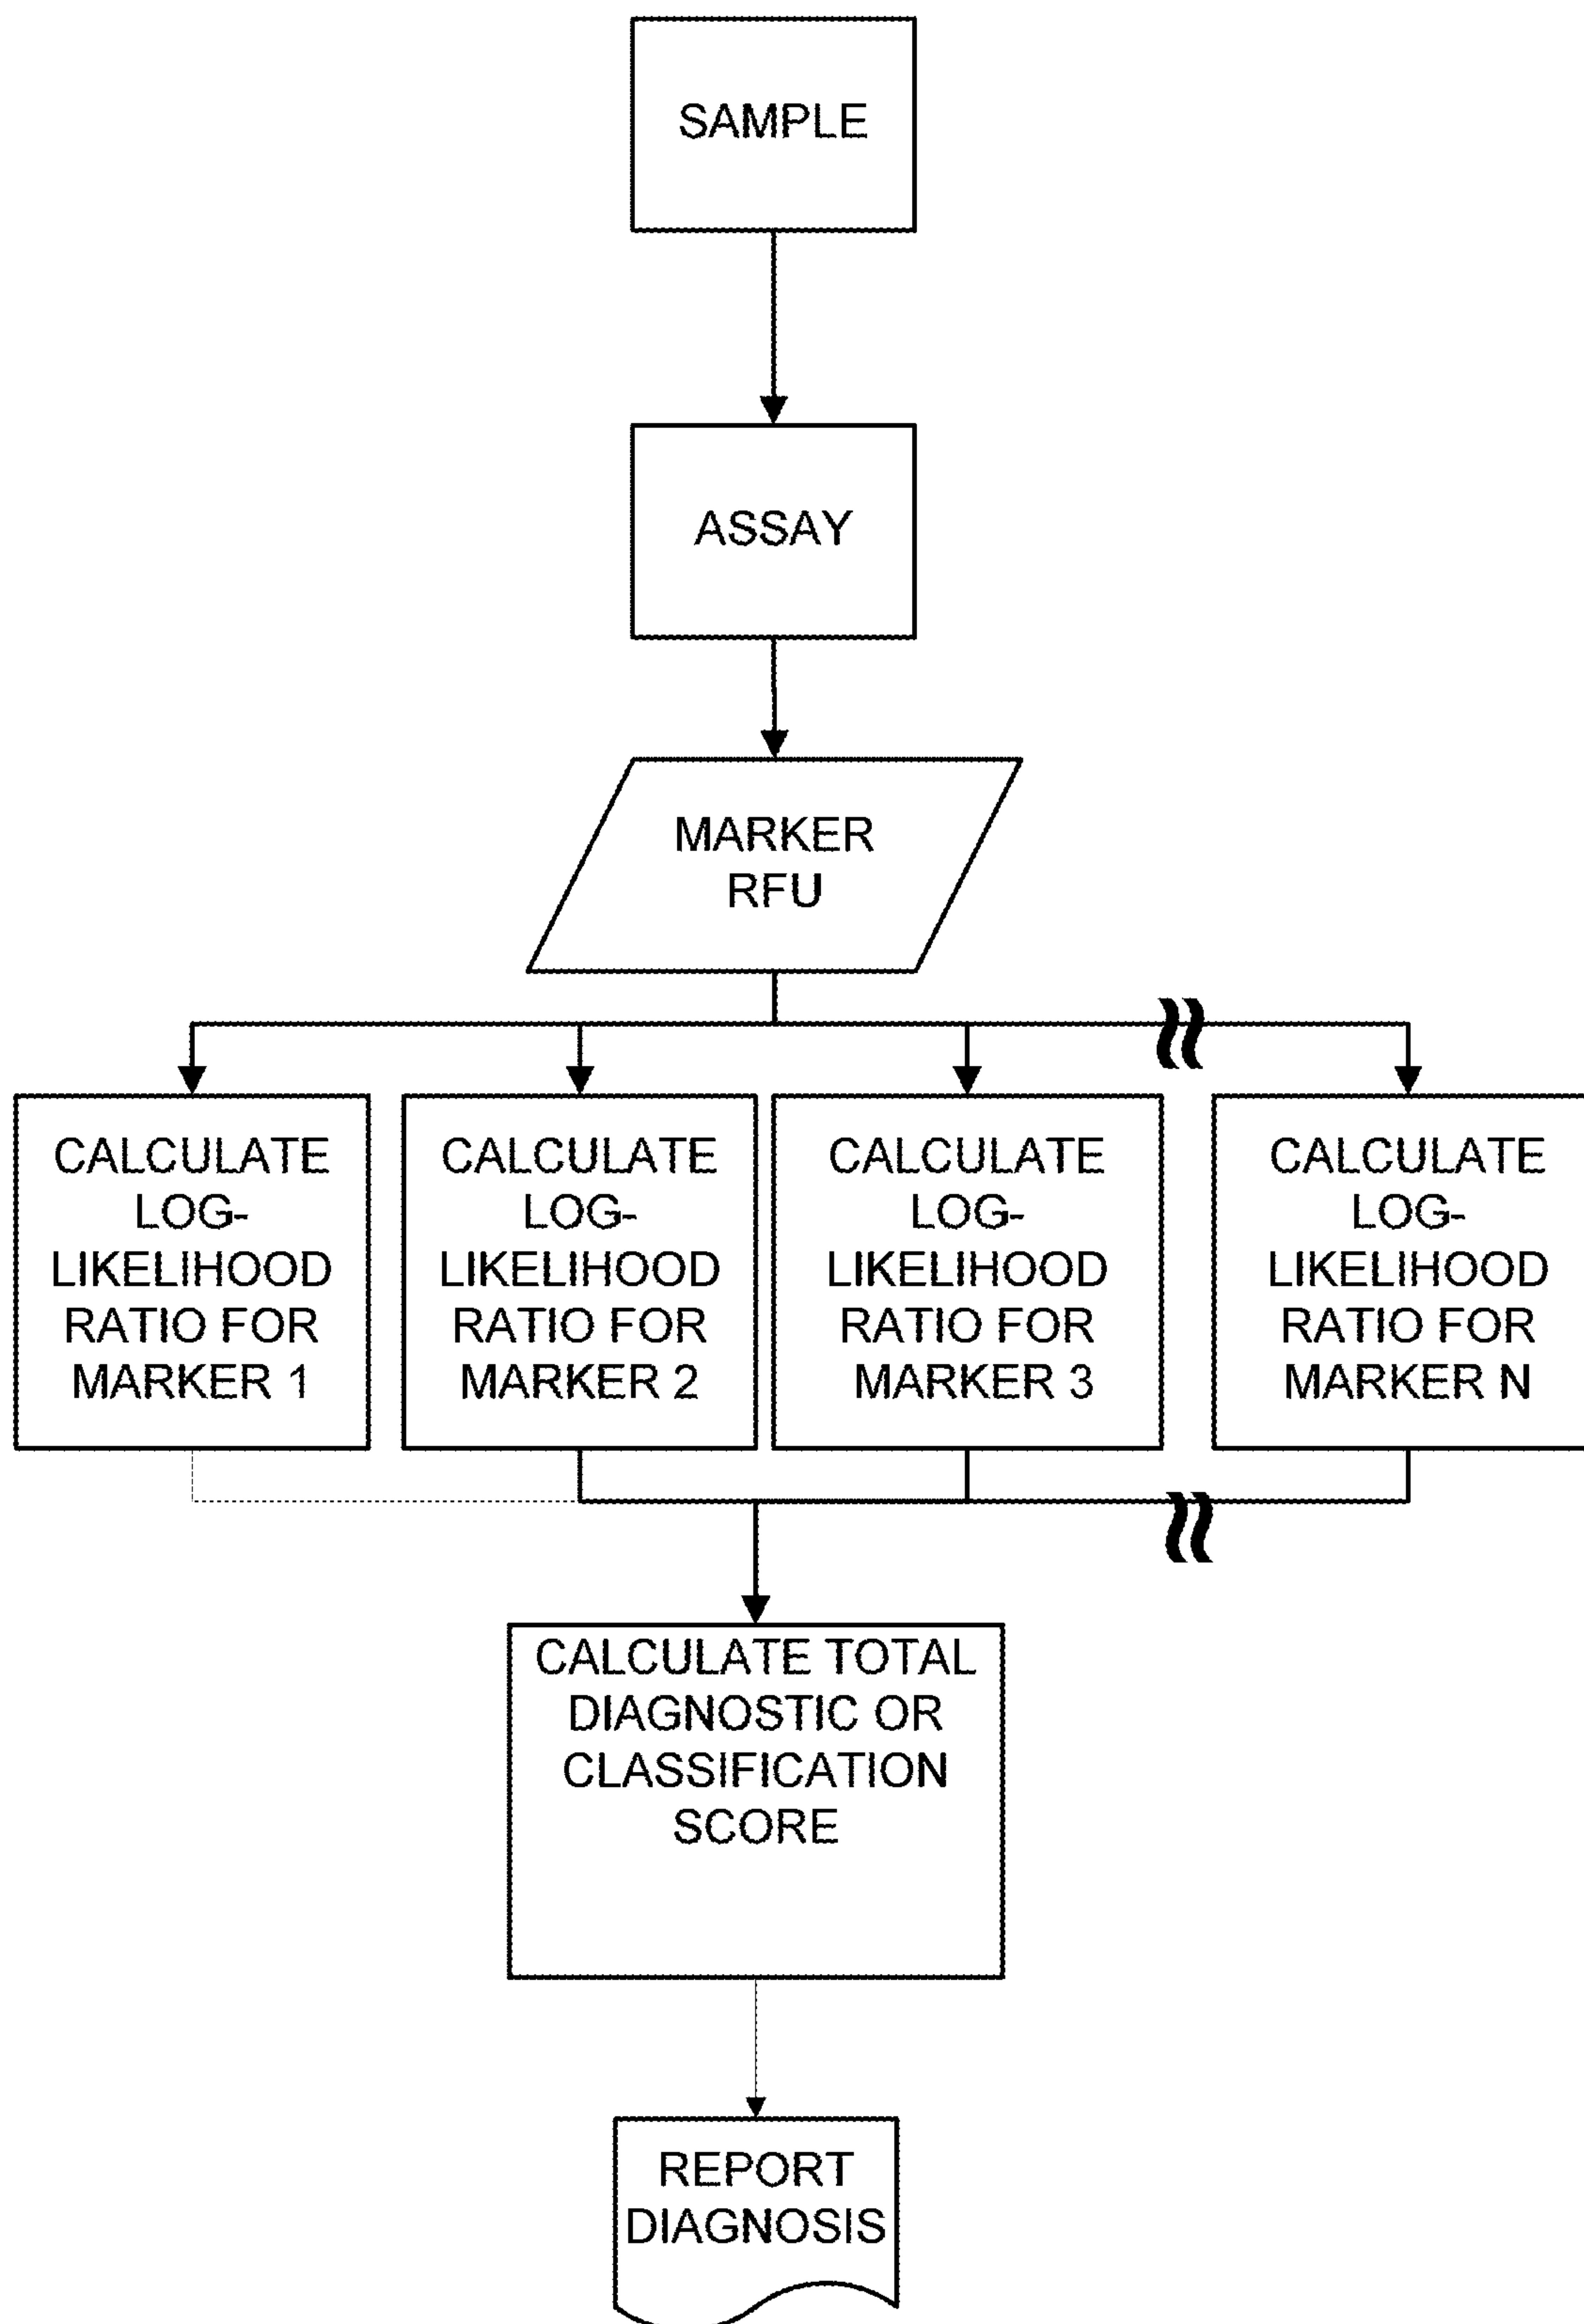 SAMPLE
ASSAY
MARKER
RFU
CALCULATE
LOG-
LIKELIHOOD
RATIO FOR
MARKER 1
CALCULATE
LOG-
LIKELIHOOD
RATIO FOR
MARKER 2
CALCULATE
LOG-
LIKELIHOOD
RATIO FOR
MARKER 3
CALCULATE
LOG-
LIKELIHOOD
RATIO FOR
MARKER N
CALCULATE TOTAL
DIAGNOSTIC OR
CLASSIFICATION
SCORE
REPORT
DIAGNOSIS